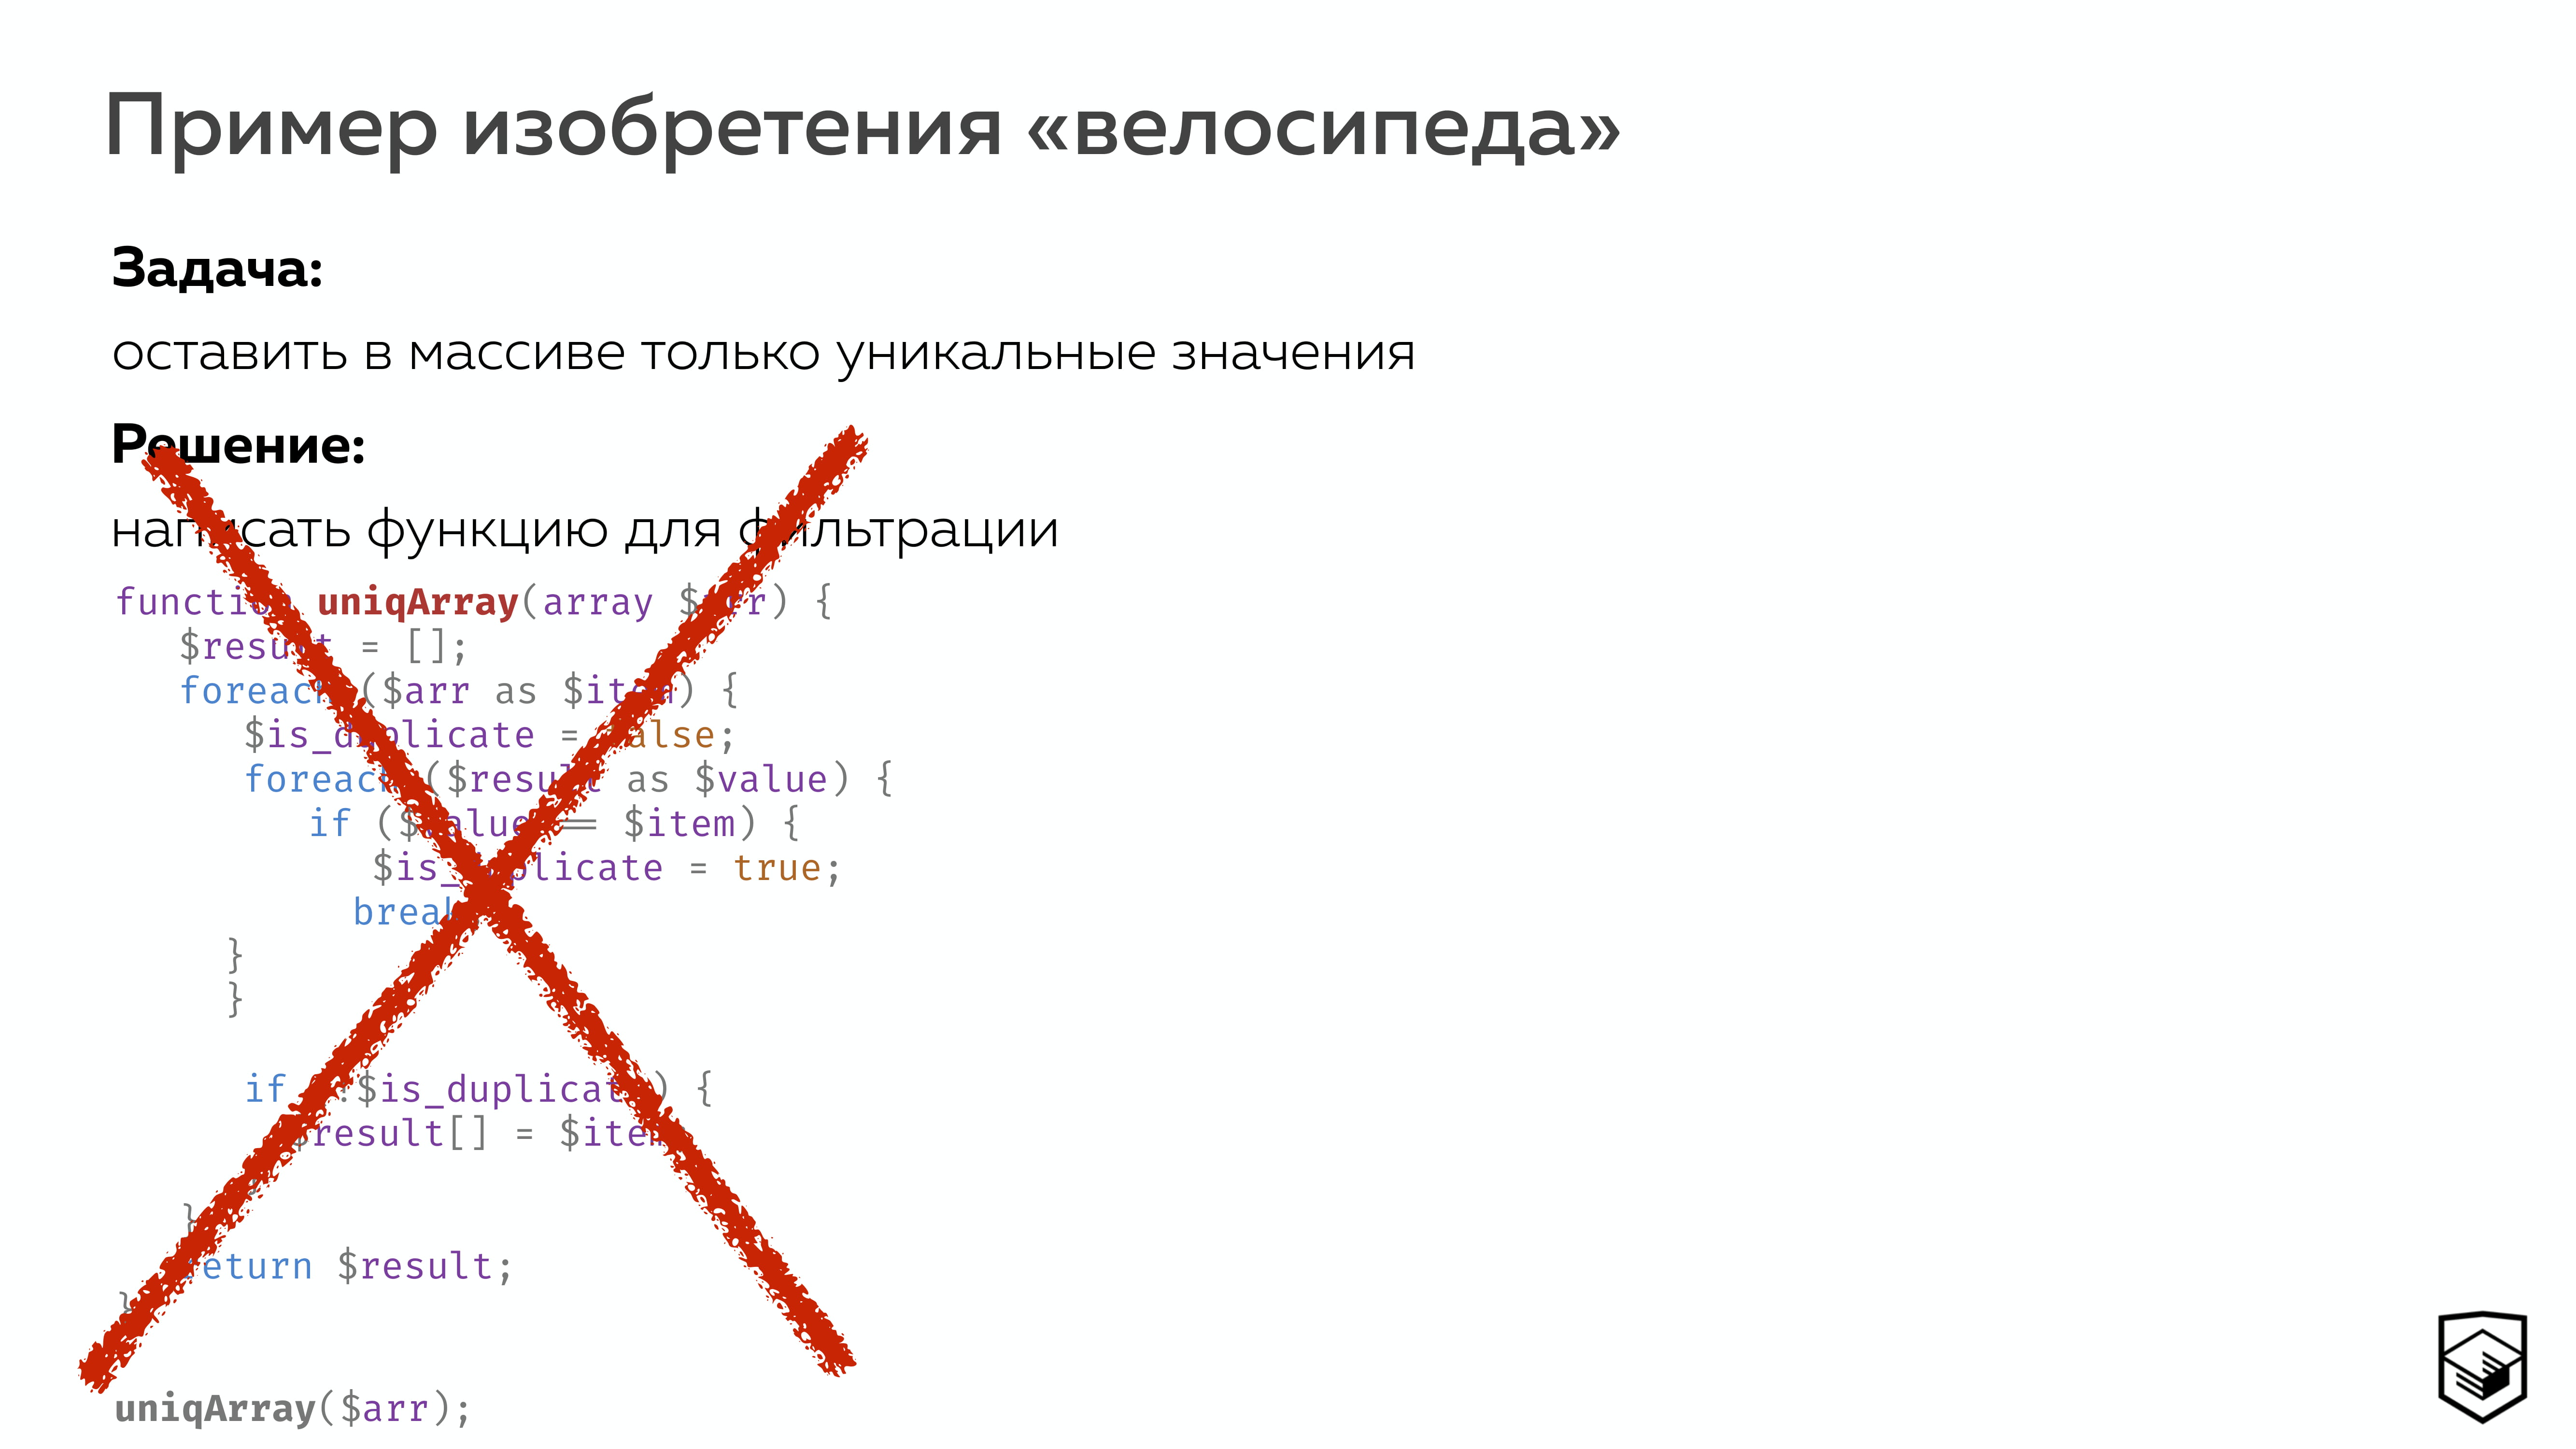 Пример изобретения «велосипеда»
Задача:
оставить в массиве только уникальные значения
Решение:
написать функцию для фильтрации
function uniqArray(array $arr) {
$result = [];
foreach ($arr as $item) {
$is_duplicate = false;
foreach ($result as $value) {
if ($value == $item) {
$is_duplicate = true;
break
}
}
if (!$is_duplicate) {
$result[] = $item
}
}
return $result;
}
uniqArray($arr);